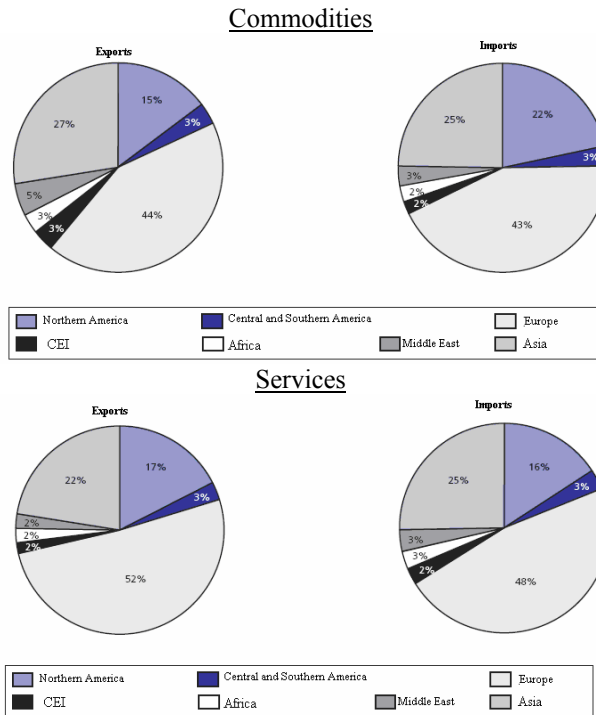 Commodities
Exports
Imports
15%
3%
44%
3%
3%
5%
27%
22%
3%
43%
2%
2%
3%
25%
Northern America
Central and Southern America
Europe
CEI
Africa
Middle East
Asia
Services
Exports
Imports
17%
3%
52%
2%
2%
2%
22%
16%
3%
48%
2%
3%
3%
25%
Northern America
Central and Southern America
Europe
CEI
Africa
Middle East
Asia